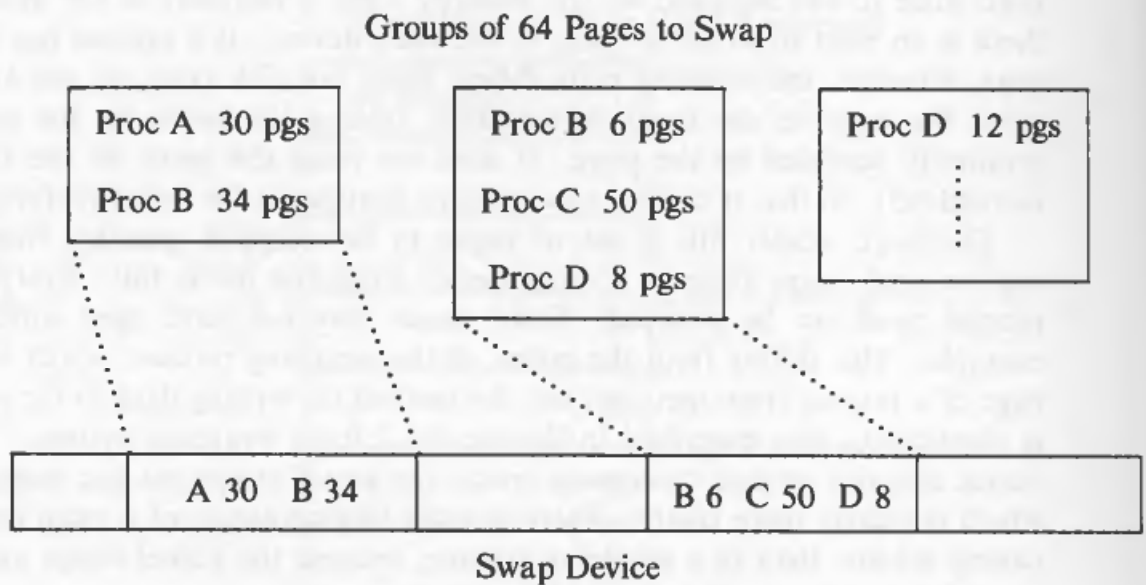 Groups of 64 Pages to Swap
Proc A 30 pgs
Proc B 34 pgs
Proc B 6 pgs
Proc C 50 pgs
Proc D 8 pgs
Proc D 12 pgs
A 30 B 34
B 6 C 50 D 8
Swap Device